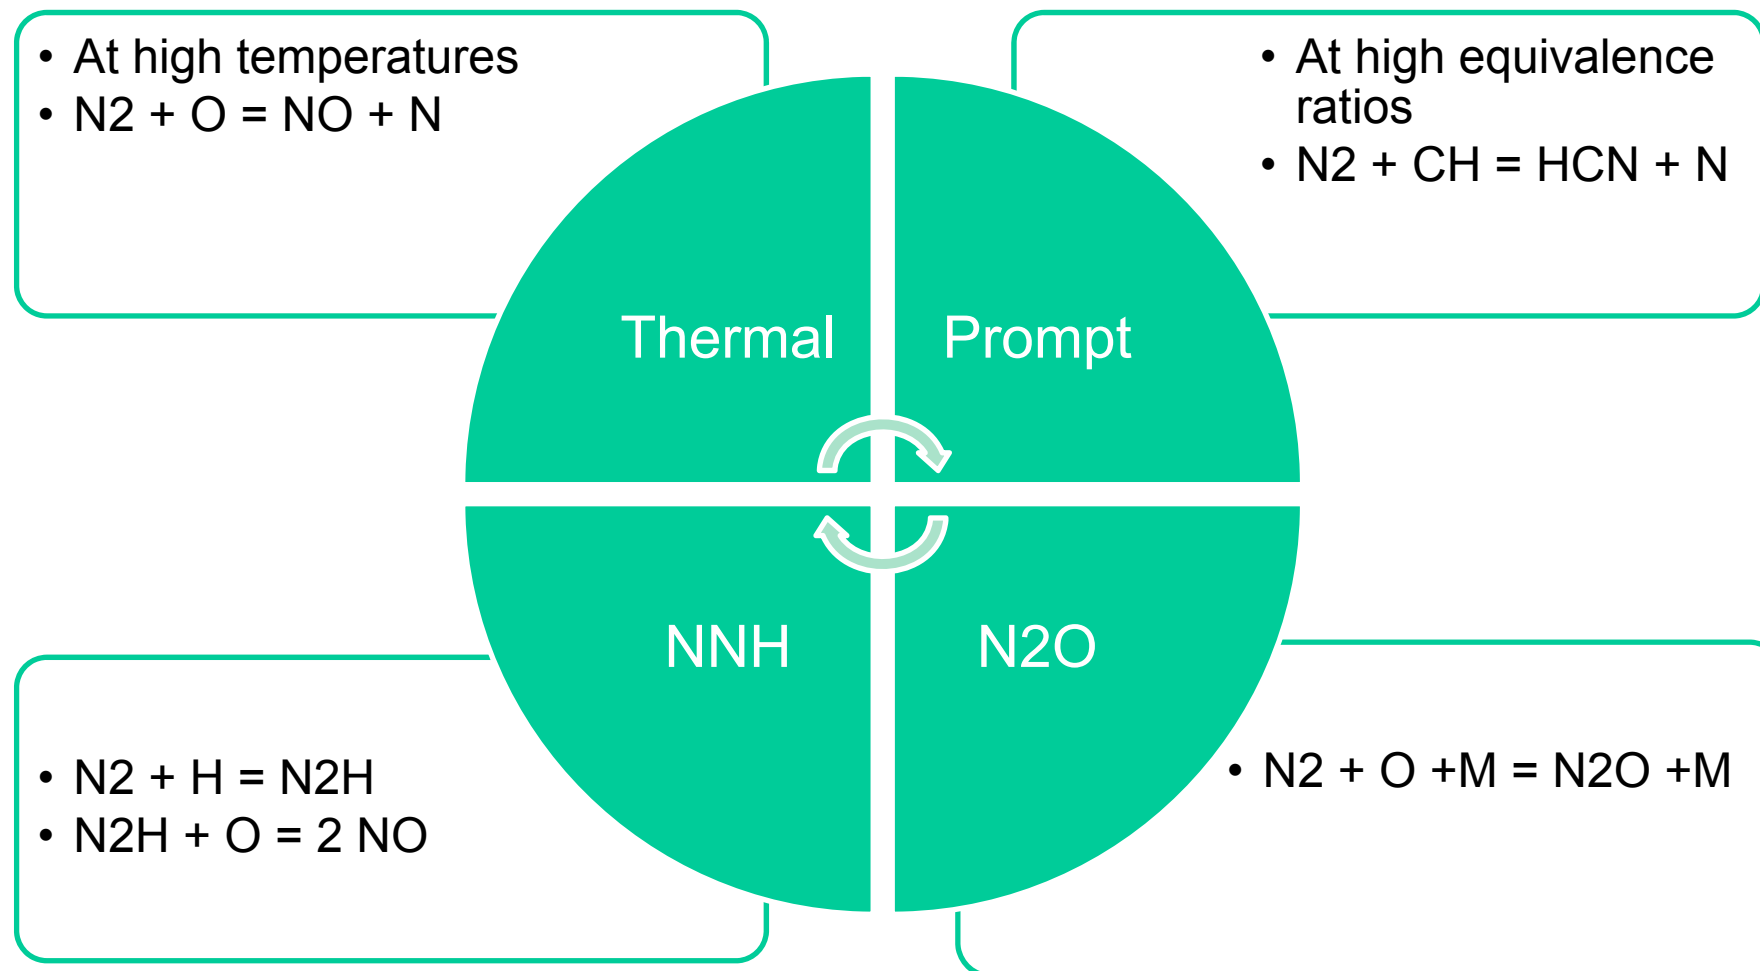 • At high temperatures
• N2 + O = NO + N
• At high equivalence
ratios
• N2 + CH = HCN + N
Thermal
Prompt
NNH
N2O
• N2 + H = N2H
• N2H + O = 2 NO
• N2 + O +M = N2O +M